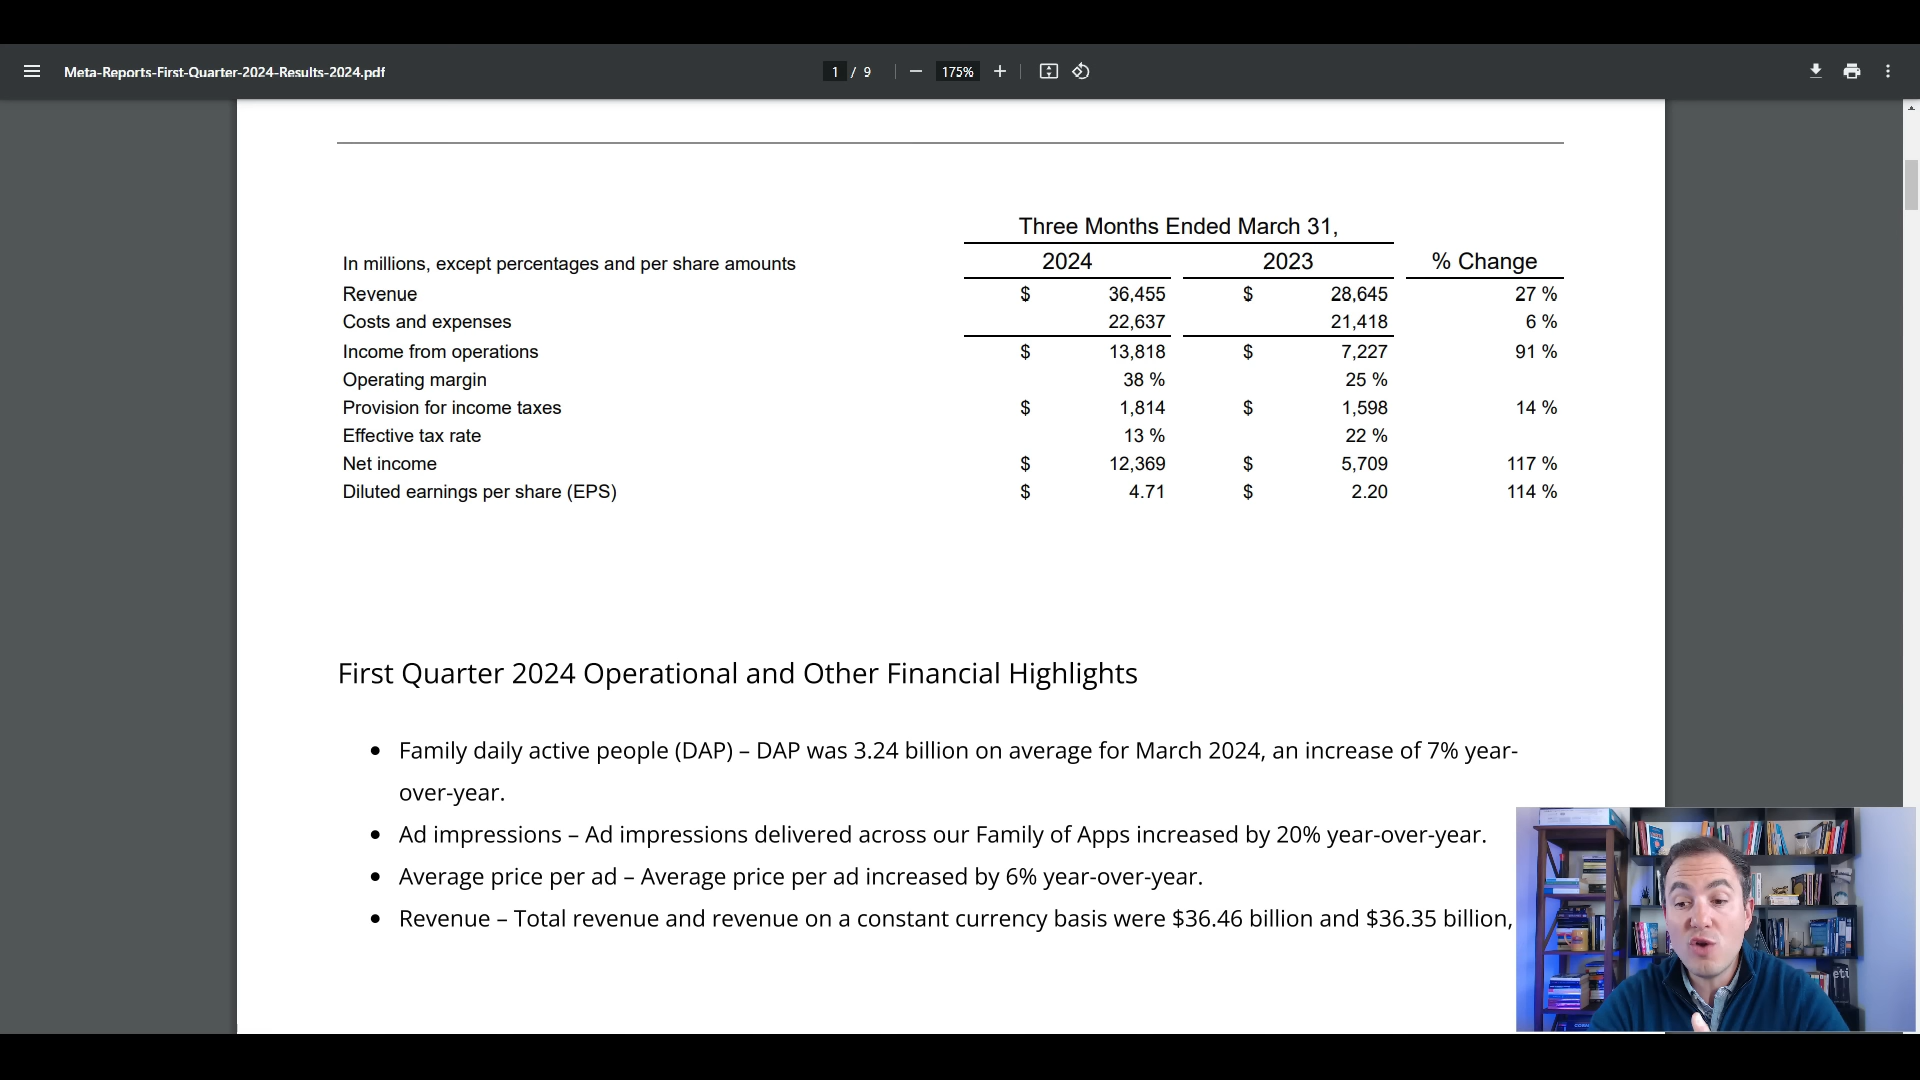 Meta-Reports-First-Quarter-2024-Results-2024.pdf 1 / 9 175%
Three Months Ended March 31,
In millions, except percentages and per share amounts 2024 2023 % Change
Revenue $ 36,455 $ 28,645 27 %
Costs and expenses 22,637 21,418 6 %
Income from operations $ 13,818 $ 7,227 91 %
Operating margin 38 % 25 %
Provision for income taxes $ 1,814 $ 1,598 14 %
Effective tax rate 13 % 22 %
Net income $ 12,369 $ 5,709 117 %
Diluted earnings per share (EPS) $ 4.71 $ 2.20 114 %
First Quarter 2024 Operational and Other Financial Highlights
• Family daily active people (DAP) – DAP was 3.24 billion on average for March 2024, an increase of 7% year-
over-year.
• Ad impressions – Ad impressions delivered across our Family of Apps increased by 20% year-over-year.
• Average price per ad – Average price per ad increased by 6% year-over-year.
• Revenue – Total revenue and revenue on a constant currency basis were $36.46 billion and $36.35 billion,